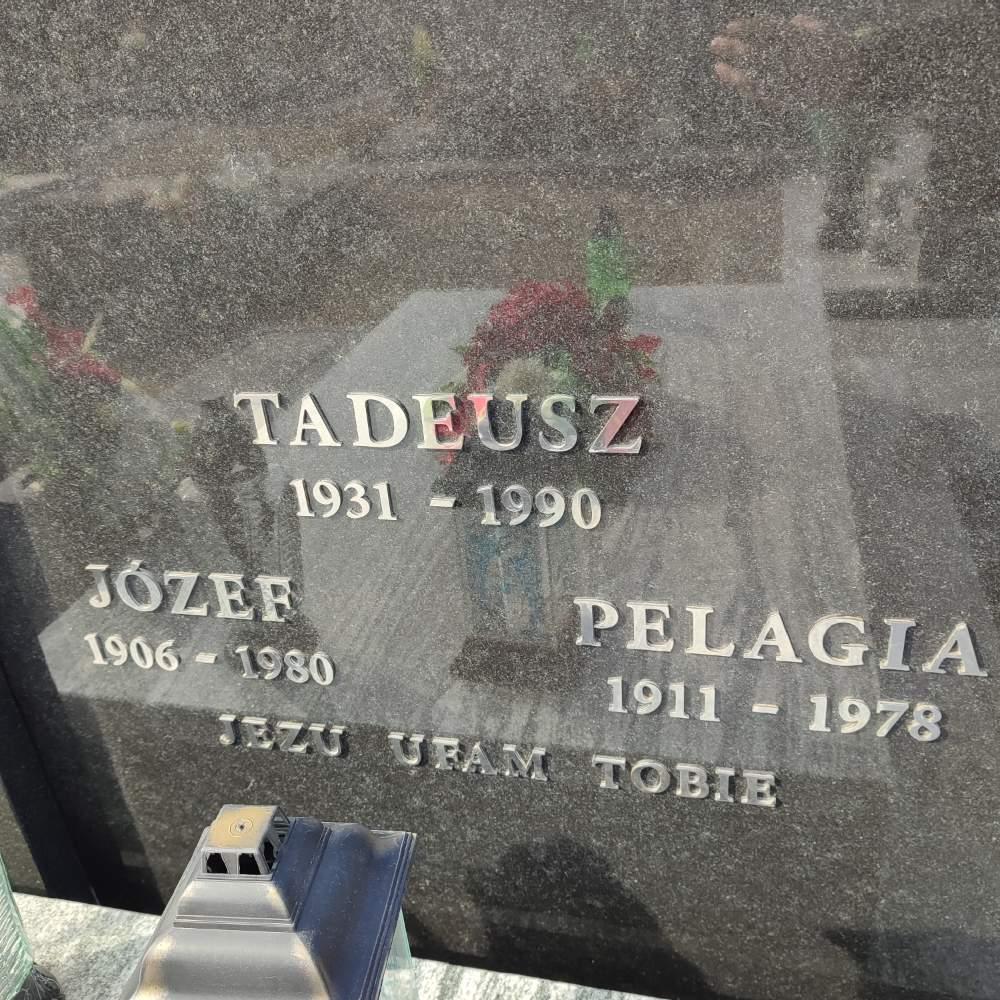 TADEUSZ
1931 - 1990
JÓZEF
1906 - 1980
PELAGIA
1911 - 1978
JEZU UFAM TOBIE